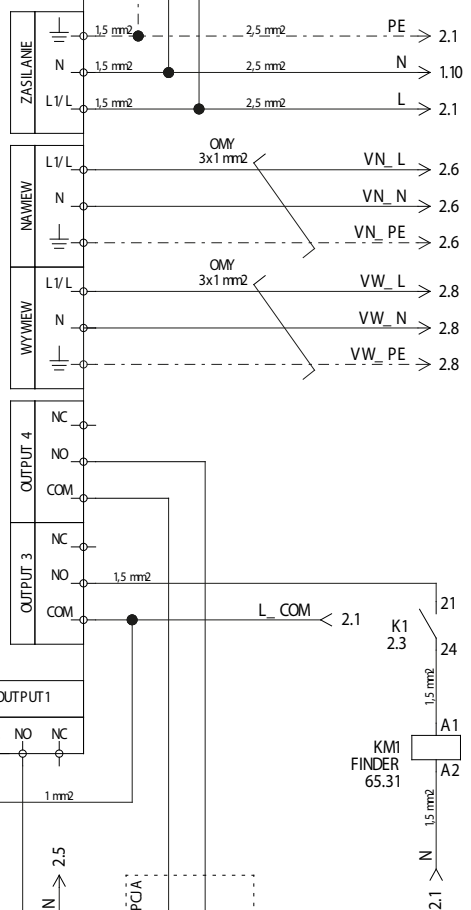 ZASILANIE
1,5 mm2 2,5 mm2 PE 2.1
N 1,5 mm2 2,5 mm2 N 1.10
L1/L 1,5 mm2 2,5 mm2 L 2.1
NAWIEW
OMY
3x1 mm2
L1/L VN_L 2.6
N VN_N 2.6
VN_PE 2.6
WYWIEW
OMY
3x1 mm2
L1/L VW_L 2.8
N VW_N 2.8
VW_PE 2.8
OUTPUT 4
NC
NO
COM
OUTPUT 3
NC
NO 1,5 mm2
COM L_COM 2.1
21
K1
2.3
24
1,5 mm2
OUTPUT1
NO NC
A1
KM1
FINDER
65.31
A2
1 mm2
1,5 mm2
N 2.5
N 2.1